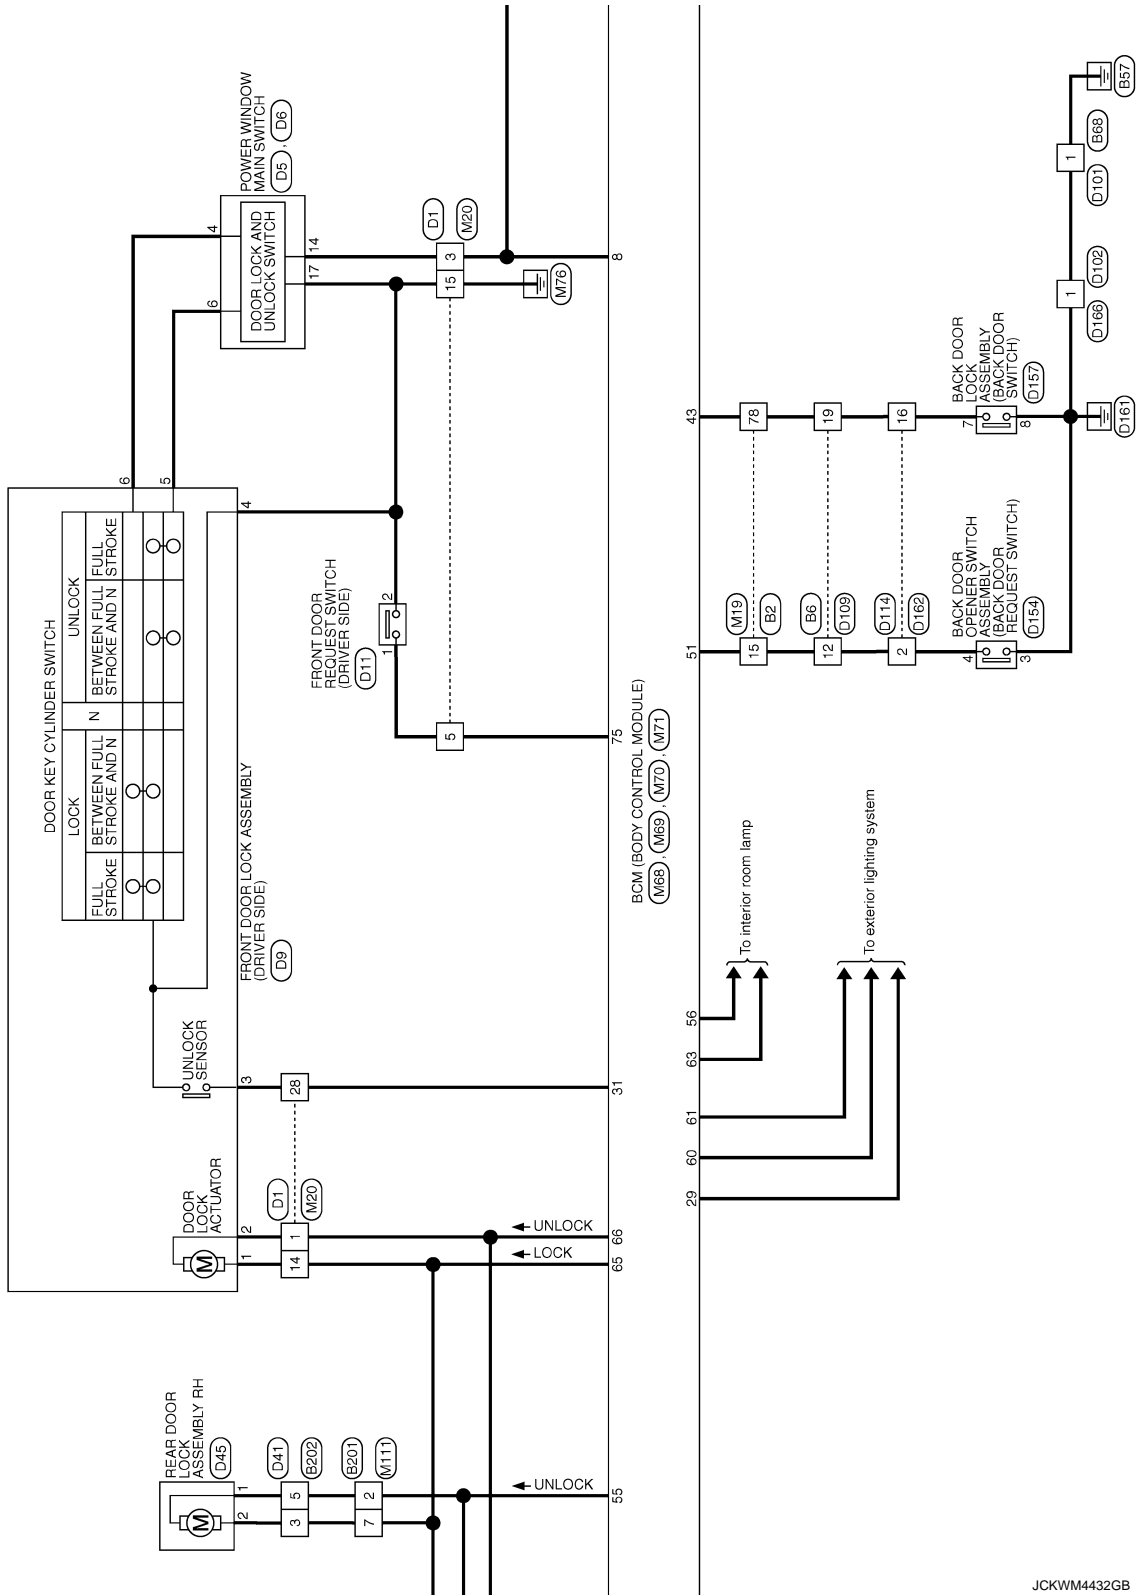 DOOR KEY CYLINDER SWITCH
LOCK
N
UNLOCK
FULL
STROKE
BETWEEN FULL
STROKE AND N
BETWEEN FULL
STROKE AND N
FULL
STROKE
6
5
4
UNLOCK
SENSOR
3
DOOR
LOCK
ACTUATOR
M
2
1
FRONT DOOR LOCK ASSEMBLY
(DRIVER SIDE)
D9
POWER WINDOW
MAIN SWITCH
D5 , D6
DOOR LOCK AND
UNLOCK SWITCH
4
6
14
17
D1
M20
3
15
M76
8
FRONT DOOR
REQUEST SWITCH
(DRIVER SIDE)
D11
1
2
5
75
28
31
D1
M20
1
14
UNLOCK
66
LOCK
65
REAR DOOR
LOCK
ASSEMBLY RH
D45
M
1
2
D41
B202
B201
M111
5
2
3
7
UNLOCK
55
BCM (BODY CONTROL MODULE)
M68 , M69 , M70 , M71
29
60
61
63
56
To interior room lamp
To exterior lighting system
51
43
M19
B2
15
78
B6
D109
12
19
D114
D162
2
16
BACK DOOR
OPENER SWITCH
ASSEMBLY
(BACK DOOR
REQUEST SWITCH)
D154
4
3
BACK DOOR
LOCK
ASSEMBLY
(BACK DOOR
SWITCH)
D157
7
8
D161
D166
D102
1
D101
B68
1
B57
JCKWM4432GB